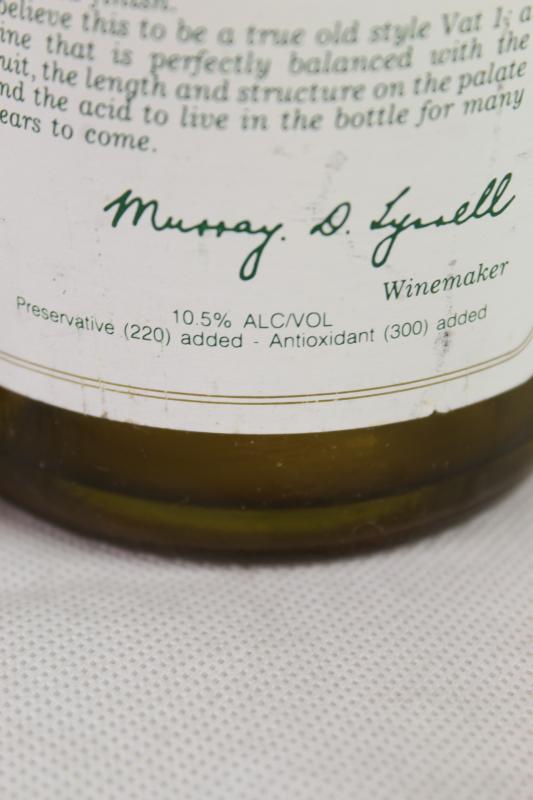 finish.
believe this to be a true old style Vat 1; a
ine that is perfectly balanced with the
uit, the length and structure on the palate
nd the acid to live in the bottle for many
ears to come.
Murray. D. Tyrrell
Winemaker
10.5% ALC/VOL
Preservative (220) added - Antioxidant (300) added